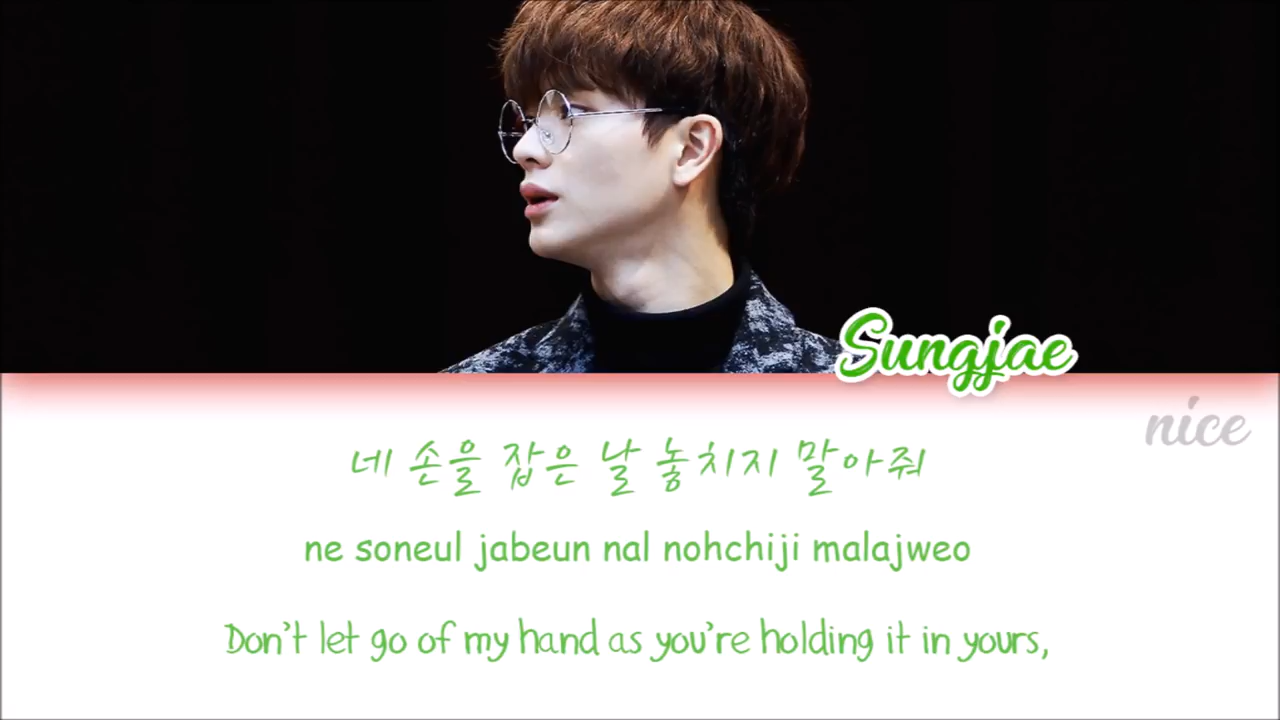 Sungjae
nice
네 손을 잡은 날 놓치지 말아줘
ne soneul jabeun nal nohchiji malajweo
Don't let go of my hand as you're holding it in yours,